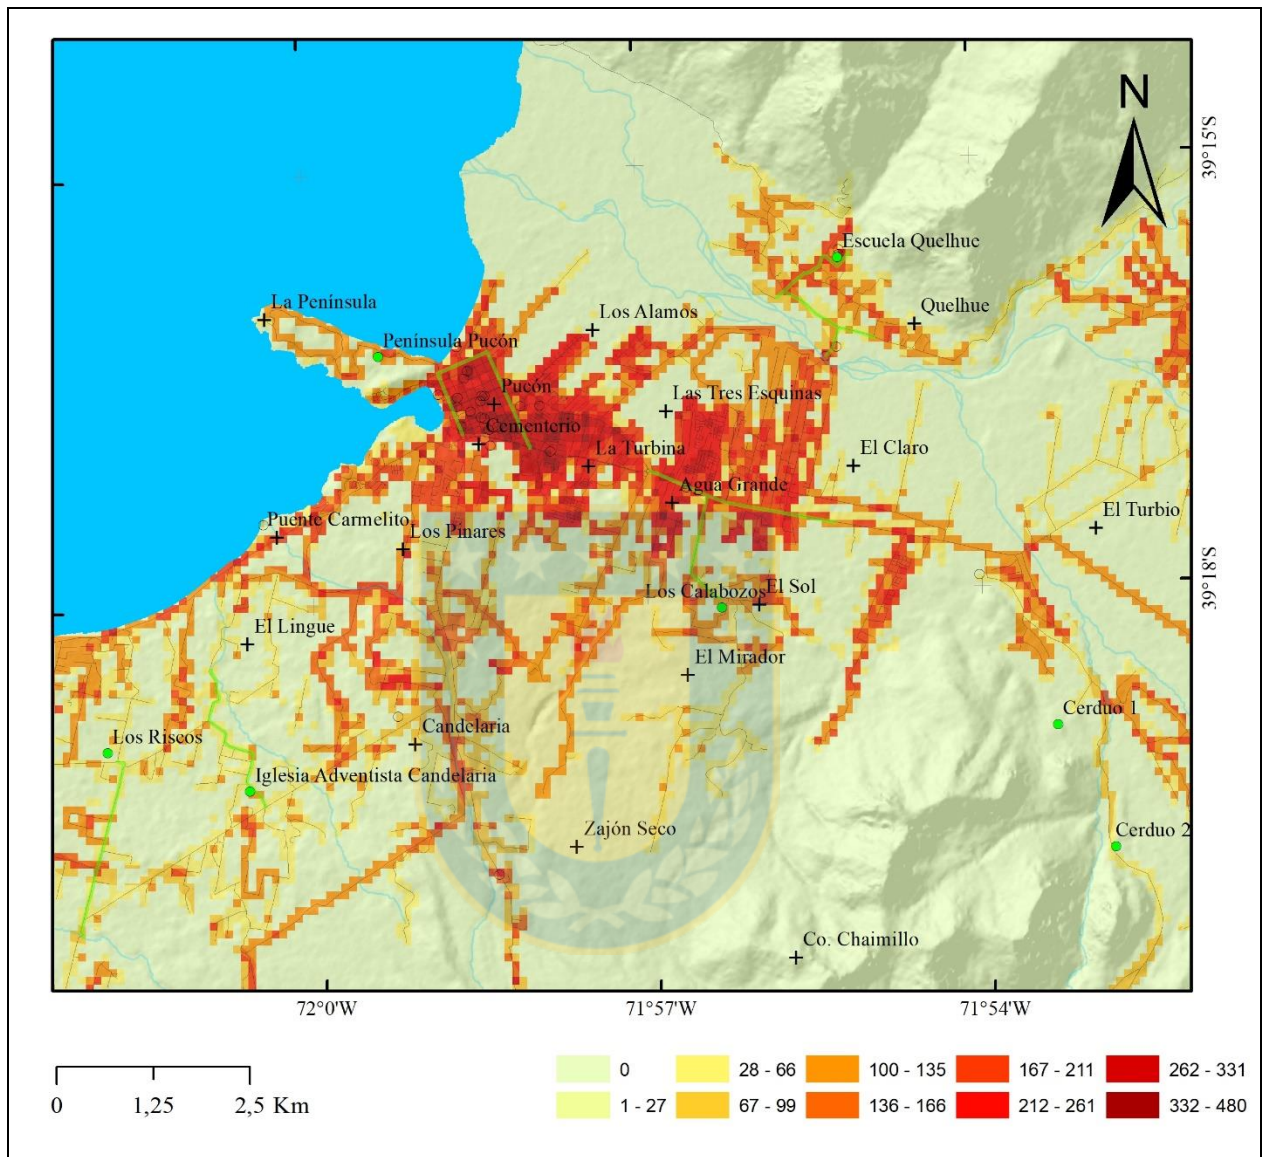 N
39°15'S
Escuela Quelhue
La Península
Quelhue
Los Alamos
Península Pucón
Pucón
Las Tres Esquinas
Cementerio
La Turbina
El Claro
Agua Grande
El Turbio
Puente Carmelito
Los Pinares
39°18'S
Los Calabozos
El Sol
El Lingue
El Mirador
Cerduo 1
Candelaria
Los Riscos
Iglesia Adventista Candelaria
Zajón Seco
Cerduo 2
Co. Chaimillo
72°0'W 71°57'W 71°54'W
0 28 - 66 100 - 135 167 - 211 262 - 331
1 - 27 67 - 99 136 - 166 212 - 261 332 - 480
0 1,25 2,5 Km